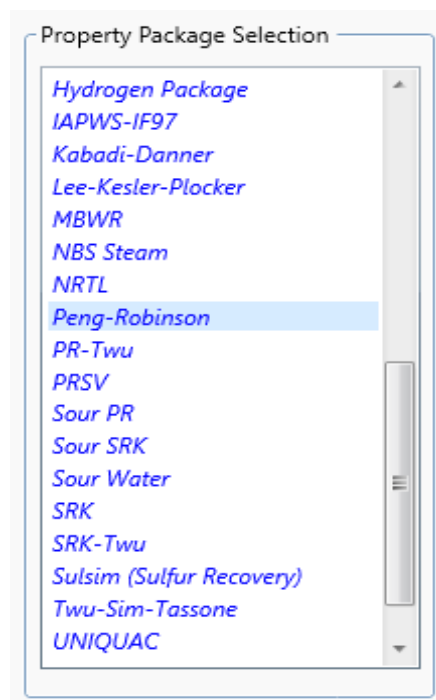 Property Package Selection
Hydrogen Package
IAPWS-IF97
Kabadi-Danner
Lee-Kesler-Plocker
MBWR
NBS Steam
NRTL
Peng-Robinson
PR-Twu
PRSV
Sour PR
Sour SRK
Sour Water
SRK
SRK-Twu
Sulsim (Sulfur Recovery)
Twu-Sim-Tassone
UNIQUAC